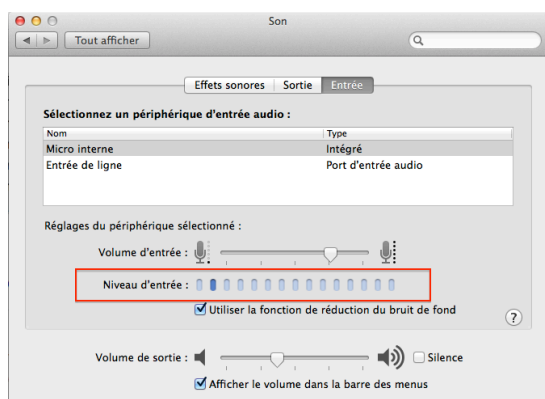 Son
Tout afficher
Effets sonores Sortie Entrée
Sélectionnez un périphérique d'entrée audio :
Nom Type
Micro interne Intégré
Entrée de ligne Port d'entrée audio
Réglages du périphérique sélectionné :
Volume d'entrée :
Niveau d'entrée :
Utiliser la fonction de réduction du bruit de fond
?
Volume de sortie : Silence
Afficher le volume dans la barre des menus